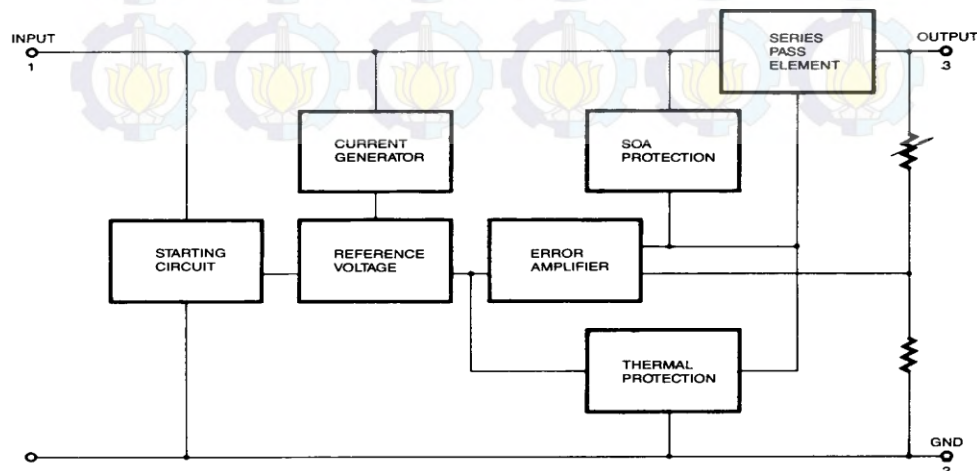 INPUT
1
SERIES
PASS
ELEMENT
OUTPUT
3
CURRENT
GENERATOR
SOA
PROTECTION
STARTING
CIRCUIT
REFERENCE
VOLTAGE
ERROR
AMPLIFIER
THERMAL
PROTECTION
GND
2